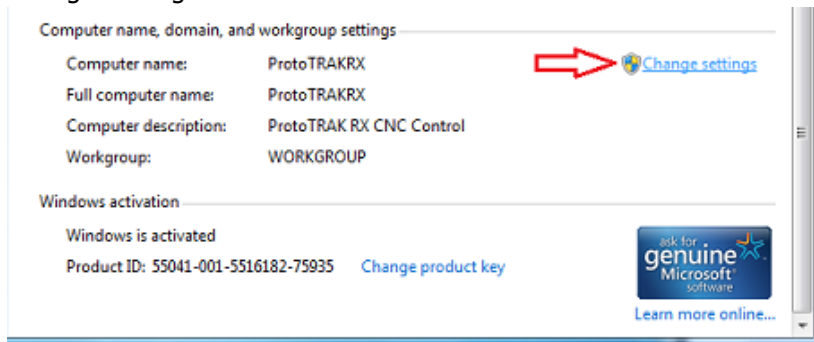 Computer name, domain, and workgroup settings
Computer name: ProtoTRAKRX Change settings
Full computer name: ProtoTRAKRX
Computer description: ProtoTRAK RX CNC Control
Workgroup: WORKGROUP
Windows activation
Windows is activated
Product ID: 55041-001-5516182-75935 Change product key
ask for
genuine
Microsoft
software
Learn more online...